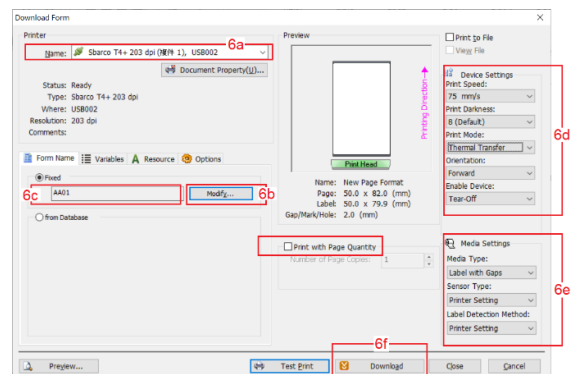 Download Form
Printer
Name: Sbarco T4+ 203 dpi (複件 1), USB002
6a
Document Property(U)...
Status: Ready
Type: Sbarco T4+ 203 dpi
Where: USB002
Resolution: 203 dpi
Comments:
Form Name
Variables
Resource
Options
Fixed
6c
AA01
Modify...
6b
from Database
Preview
Printing Direction
Print Head
Name: New Page Format
Page: 50.0 x 82.0 (mm)
Label: 50.0 x 79.9 (mm)
Gap/Mark/Hole: 2.0 (mm)
Print with Page Quantity
Number of Page Copies: 1
Print to File
View File
Device Settings
Print Speed:
75 mm/s
Print Darkness:
8 (Default)
Print Mode:
Thermal Transfer
Orientation:
Forward
Enable Device:
Tear-Off
6d
Media Settings
Media Type:
Label with Gaps
Sensor Type:
Printer Setting
Label Detection Method:
Printer Setting
6e
6f
Preview...
Test Print
Download
Close
Cancel